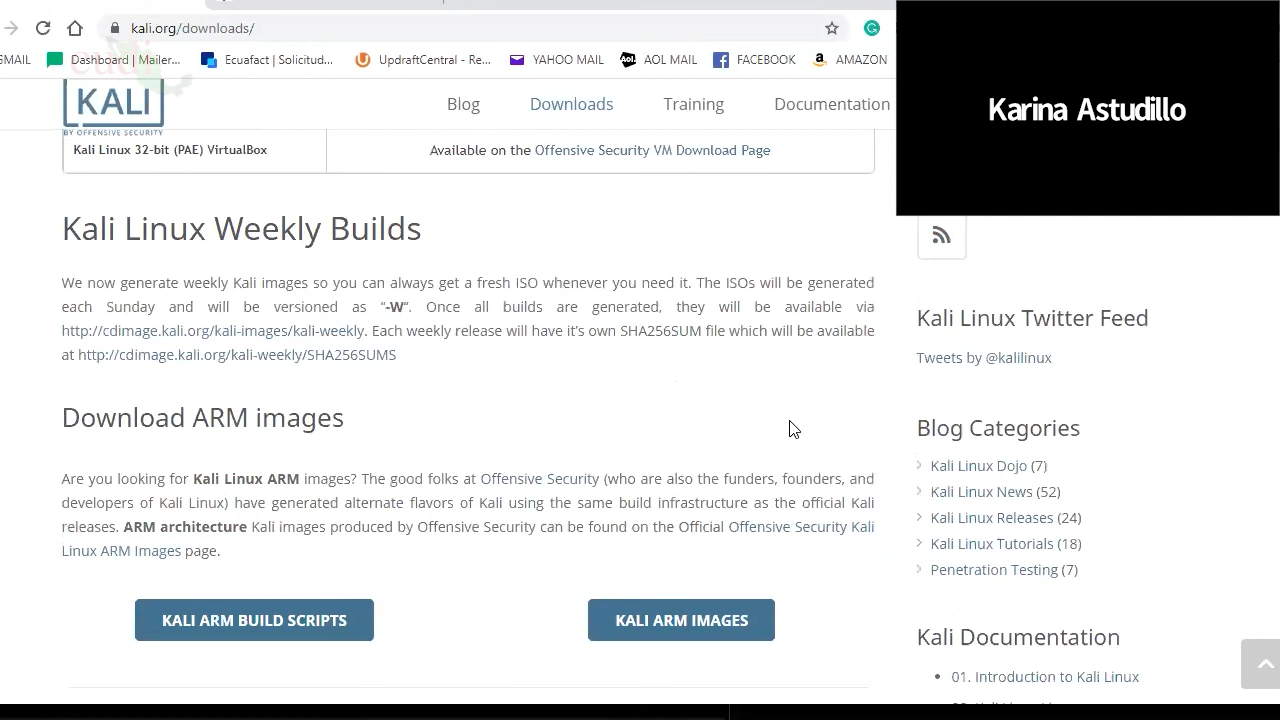 kali.org/downloads/
GMAIL
Dashboard | Mailer...
Ecuafact | Solicitud...
UpdraftCentral - Re...
YAHOO MAIL
Aol.
AOL MAIL
FACEBOOK
AMAZON
KALI
BY OFFENSIVE SECURITY
Blog
Downloads
Training
Documentation
Karina Astudillo
Kali Linux 32-bit (PAE) VirtualBox
Available on the Offensive Security VM Download Page
Kali Linux Weekly Builds
We now generate weekly Kali images so you can always get a fresh ISO whenever you need it. The ISOs will be generated
each Sunday and will be versioned as “-W“. Once all builds are generated, they will be available via
http://cdimage.kali.org/kali-images/kali-weekly. Each weekly release will have it’s own SHA256SUM file which will be available
at http://cdimage.kali.org/kali-weekly/SHA256SUMS
Download ARM images
Are you looking for Kali Linux ARM images? The good folks at Offensive Security (who are also the funders, founders, and
developers of Kali Linux) have generated alternate flavors of Kali using the same build infrastructure as the official Kali
releases. ARM architecture Kali images produced by Offensive Security can be found on the Official Offensive Security Kali
Linux ARM Images page.
KALI ARM BUILD SCRIPTS
KALI ARM IMAGES
Kali Linux Twitter Feed
Tweets by @kalilinux
Blog Categories
Kali Linux Dojo (7)
Kali Linux News (52)
Kali Linux Releases (24)
Kali Linux Tutorials (18)
Penetration Testing (7)
Kali Documentation
01. Introduction to Kali Linux